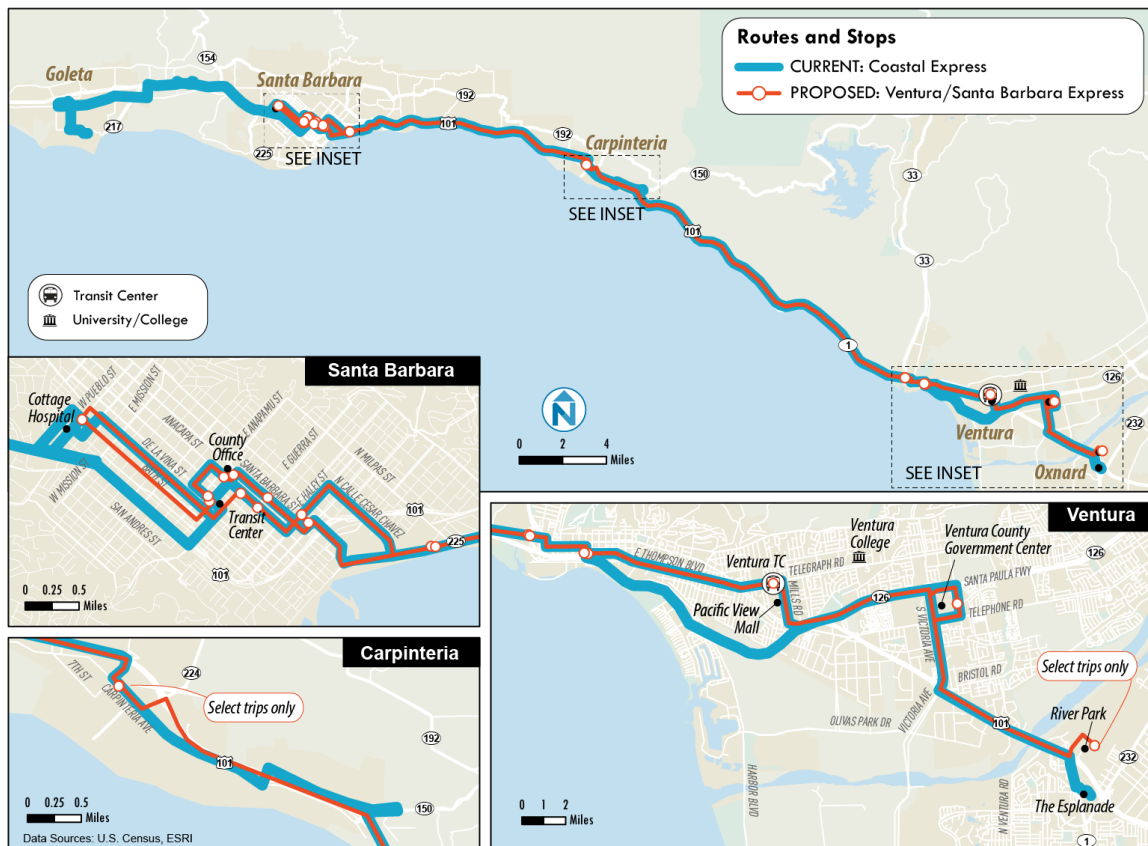 Routes and Stops
CURRENT: Coastal Express
PROPOSED: Ventura/Santa Barbara Express
Goleta
154
Santa Barbara
192
217
225
SEE INSET
101
192
Carpinteria
150
SEE INSET
33
101
33
1
126
232
Ventura
Oxnard
SEE INSET
Transit Center
University/College
N
0 2 4
Miles
Santa Barbara
Cottage
Hospital
W PUEBLO ST
E MISSION ST
ANACAPA ST
E ANAPAMU ST
County
Office
E GUERRA ST
N MILPAS ST
DE LA VINA ST
W MISSION ST
SAN ANDRES ST
SANTA BARBARA ST
E HALEY ST
N CALLE CESAR CHAVEZ
Transit
Center
101
225
101
0 0.25 0.5
Miles
Carpinteria
7TH ST
CARPINTERIA AVE
224
Select trips only
192
101
150
0 0.25 0.5
Miles
Data Sources: U.S. Census, ESRI
Ventura
E THOMPSON BLVD
Ventura TC
TELEGRAPH RD
Ventura
College
Ventura County
Government Center
126
SANTA PAULA FWY
MILLS RD
Pacific View
Mall
126
TELEPHONE RD
S VICTORIA AVE
BRISTOL RD
Select trips only
VICTORIA AVE
OLIVAS PARK DR
101
River Park
232
HARBOR BLVD
N VENTURA RD
The Esplanade
1
0 1 2
Miles